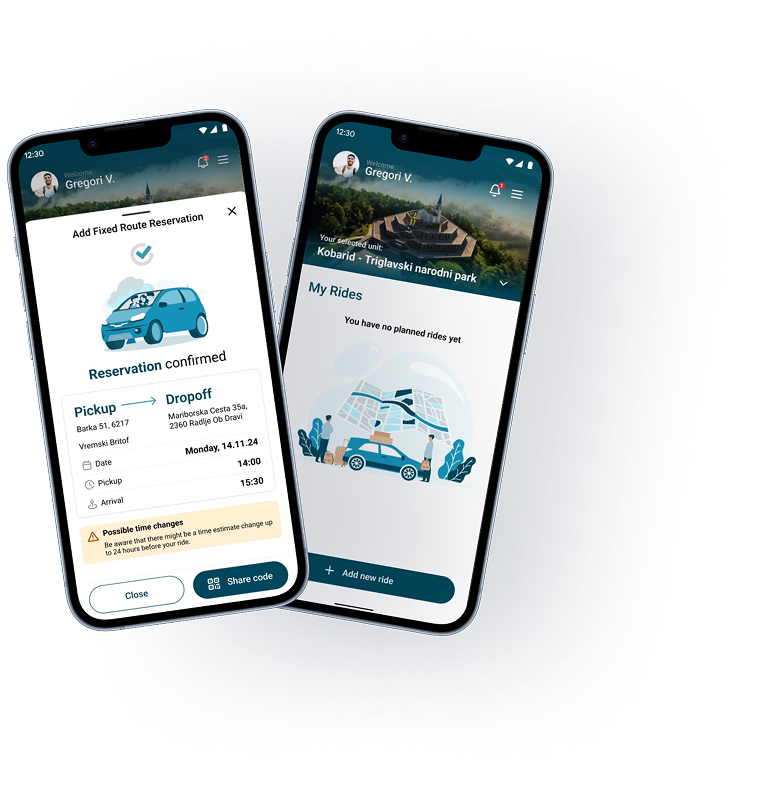 12:30
Welcome
Gregori V.
Add Fixed Route Reservation
Reservation confirmed
Pickup
Dropoff
Barka 51, 6217
Vremski Britof
Mariborska Cesta 35a,
2360 Radlje Ob Dravi
Date
Monday, 14.11.24
Pickup
14:00
Arrival
15:30
Possible time changes
Be aware that there might be a time estimate change up
to 24 hours before your ride.
Close
Share code
12:30
Welcome
Gregori V.
Your selected unit:
Kobarid - Triglavski narodni park
My Rides
You have no planned rides yet
Add new ride